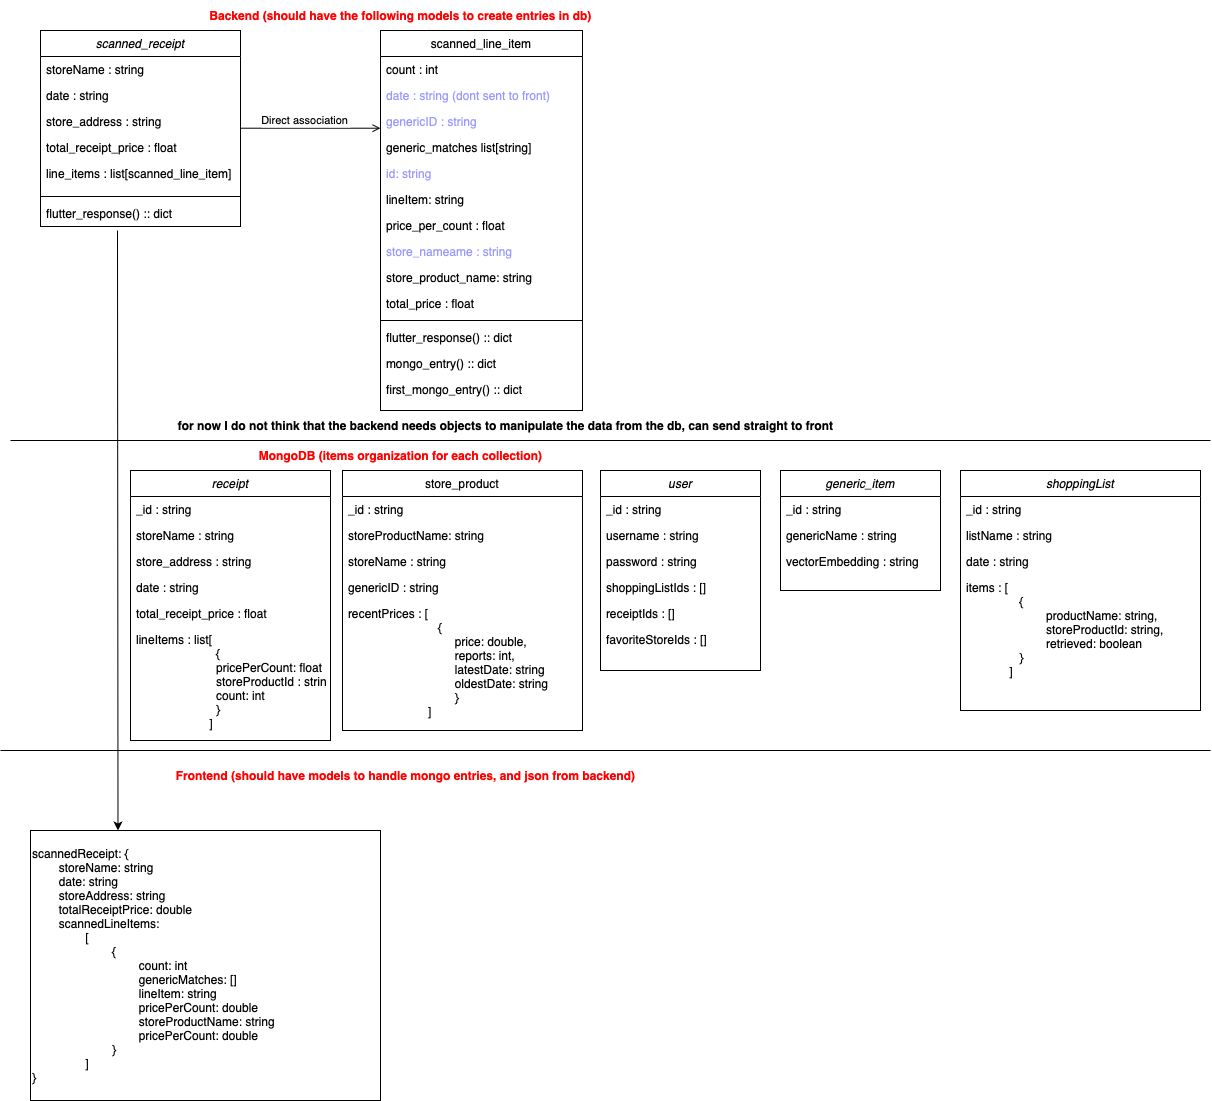 Backend (should have the following models to create entries in db)
scanned_receipt
storeName : string
date : string
store_address : string
total_receipt_price : float
line_items : list[scanned_line_item]
flutter_response() :: dict
Direct association
scanned_line_item
count : int
date : string (dont sent to front)
genericID : string
generic_matches list[string]
id: string
lineItem: string
price_per_count : float
store_nameame : string
store_product_name: string
total_price : float
flutter_response() :: dict
mongo_entry() :: dict
first_mongo_entry() :: dict
for now I do not think that the backend needs objects to manipulate the data from the db, can send straight to front
MongoDB (items organization for each collection)
receipt
_id : string
storeName : string
store_address : string
date : string
total_receipt_price : float
lineItems : list[
{
pricePerCount: float
storeProductId : strin
count: int
}
]
store_product
_id : string
storeProductName: string
storeName : string
genericID : string
recentPrices : [
{
price: double,
reports: int,
latestDate: string
oldestDate: string
}
]
user
_id : string
username : string
password : string
shoppingListIds : []
receiptIds : []
favoriteStoreIds : []
generic_item
_id : string
genericName : string
vectorEmbedding : string
shoppingList
_id : string
listName : string
date : string
items : [
{
productName: string,
storeProductId: string,
retrieved: boolean
}
]
Frontend (should have models to handle mongo entries, and json from backend)
scannedReceipt: {
storeName: string
date: string
storeAddress: string
totalReceiptPrice: double
scannedLineItems:
[
{
count: int
genericMatches: []
lineItem: string
pricePerCount: double
storeProductName: string
pricePerCount: double
}
]
}